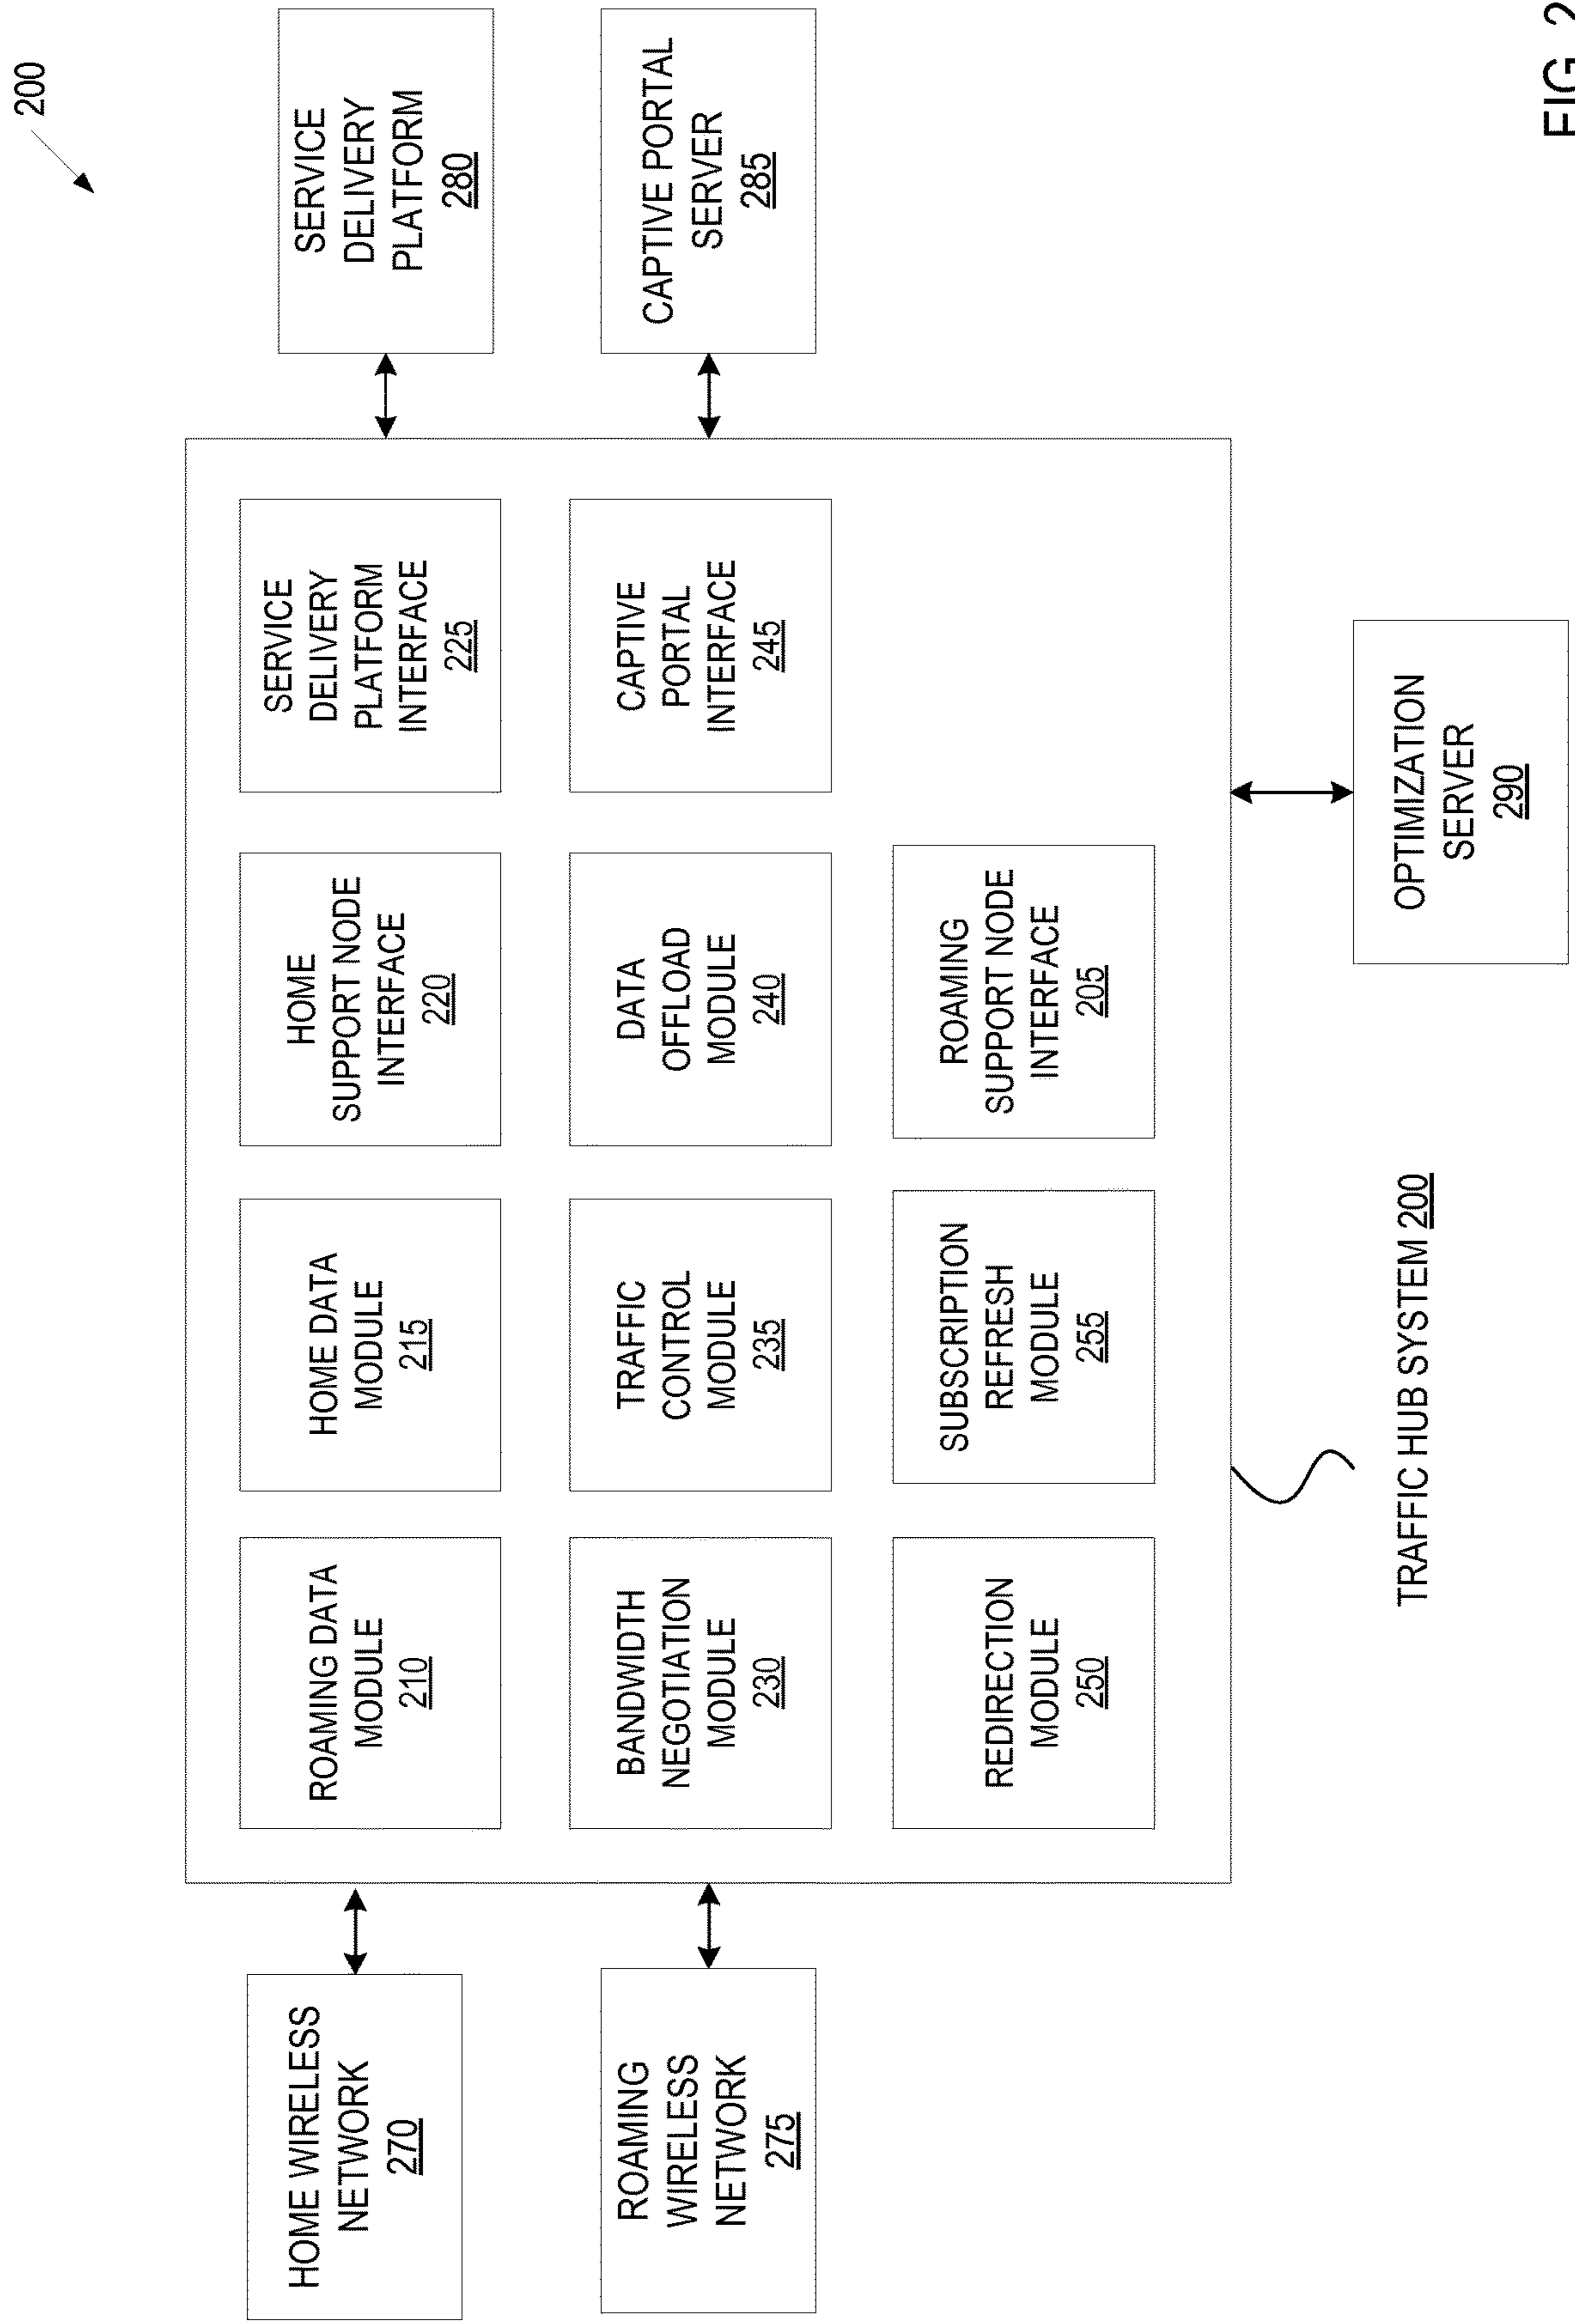 200
HOME WIRELESS
NETWORK
270
ROAMING
WIRELESS
NETWORK
275
ROAMING DATA
MODULE
210
HOME DATA
MODULE
215
HOME
SUPPORT NODE
INTERFACE
220
SERVICE
DELIVERY
PLATFORM
INTERFACE
225
BANDWIDTH
NEGOTIATION
MODULE
230
TRAFFIC
CONTROL
MODULE
235
DATA
OFFLOAD
MODULE
240
CAPTIVE
PORTAL
INTERFACE
245
REDIRECTION
MODULE
250
SUBSCRIPTION
REFRESH
MODULE
255
ROAMING
SUPPORT NODE
INTERFACE
205
SERVICE
DELIVERY
PLATFORM
280
CAPTIVE PORTAL
SERVER
285
TRAFFIC HUB SYSTEM 200
OPTIMIZATION
SERVER
290
FIG. 2